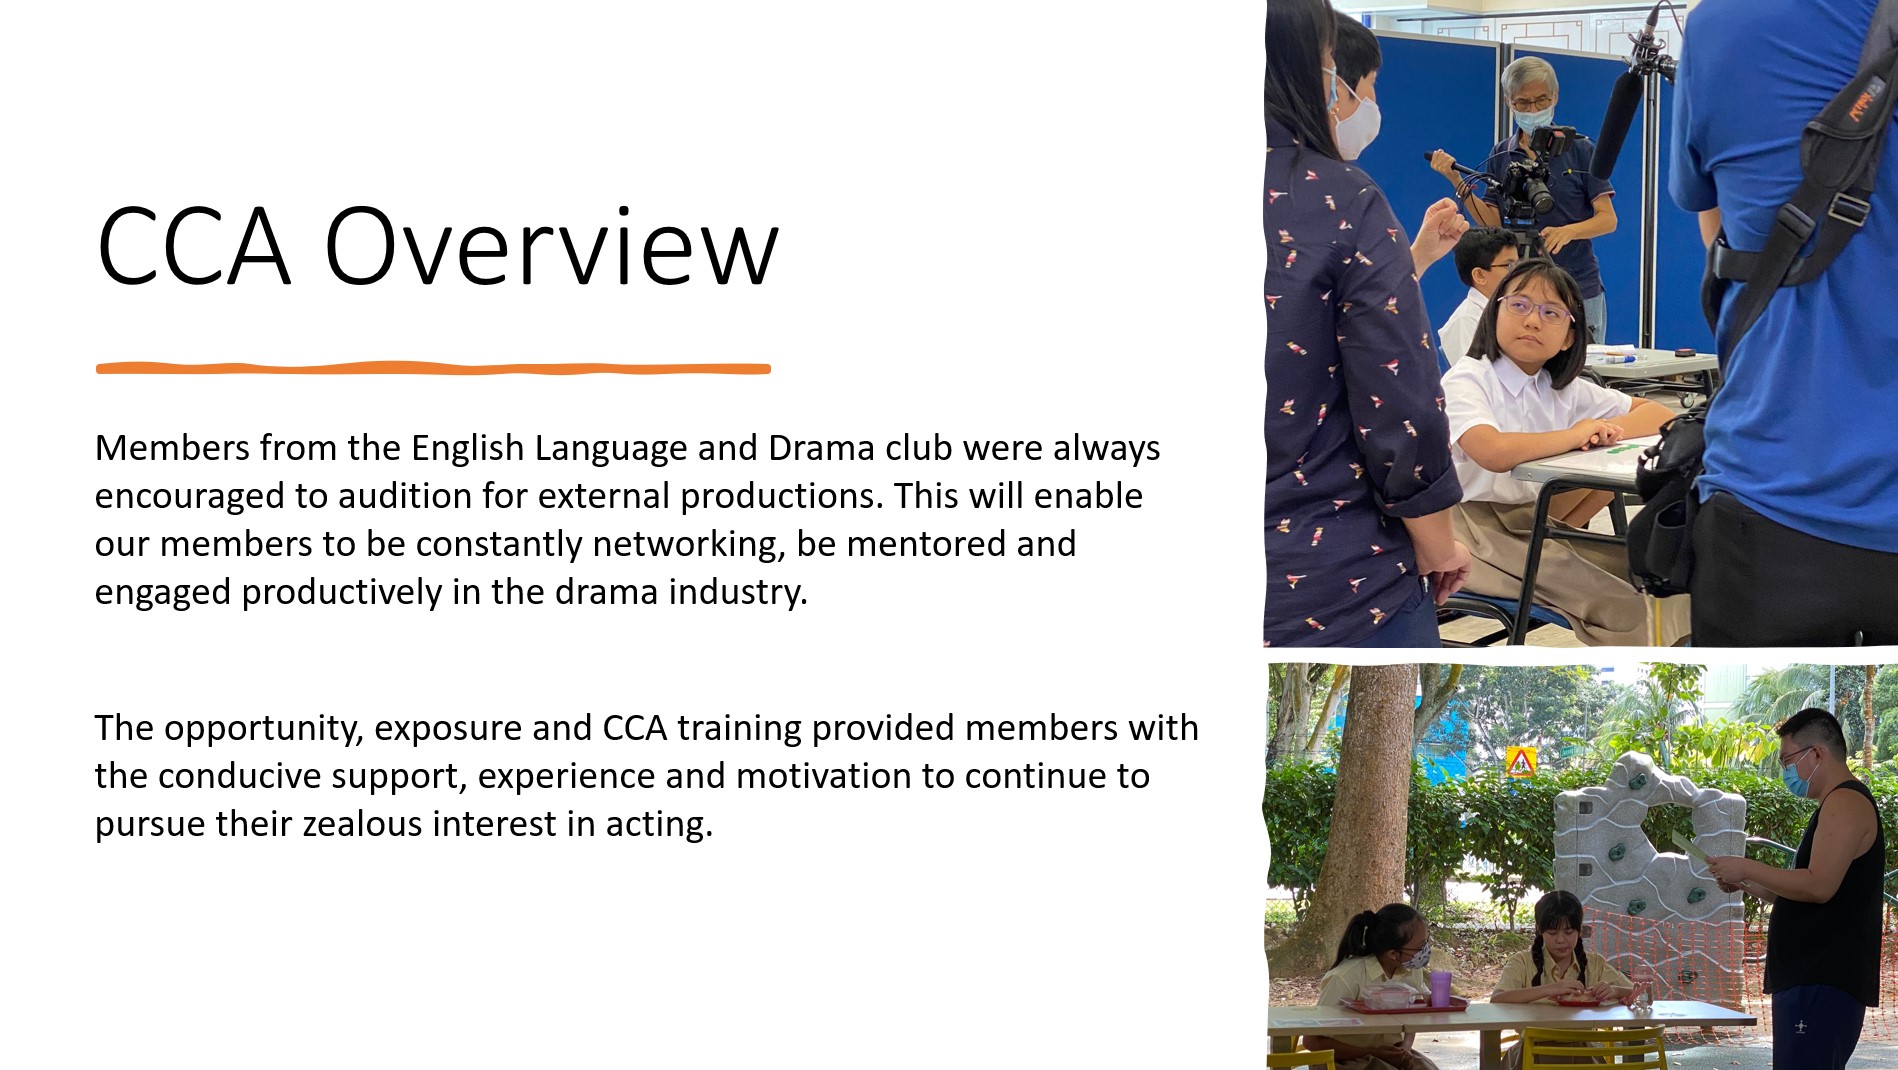 CCA Overview
Members from the English Language and Drama club were always
encouraged to audition for external productions. This will enable
our members to be constantly networking, be mentored and
engaged productively in the drama industry.
The opportunity, exposure and CCA training provided members with
the conducive support, experience and motivation to continue to
pursue their zealous interest in acting.